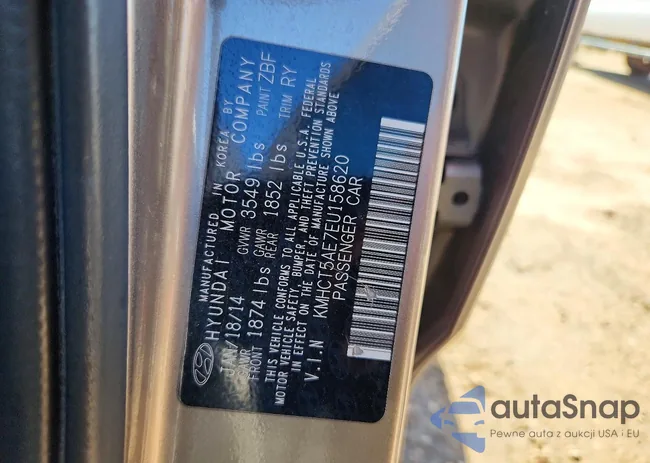 MANUFACTURED IN KOREA BY
HYUNDAI MOTOR COMPANY
JAN/18/14 GVWR 3549 lbs PAINT ZBF
GAWR FRONT 1874 lbs GAWR REAR 1852 lbs TRIM RY
THIS VEHICLE CONFORMS TO ALL APPLICABLE U.S.A. FEDERAL
MOTOR VEHICLE SAFETY, BUMPER, AND THEFT PREVENTION STANDARDS
IN EFFECT ON THE DATE OF MANUFACTURE SHOWN ABOVE
V.I.N KMHCT5AE7EU158620
PASSENGER CAR
autaSnap
Pewne auta z aukcji USA i EU